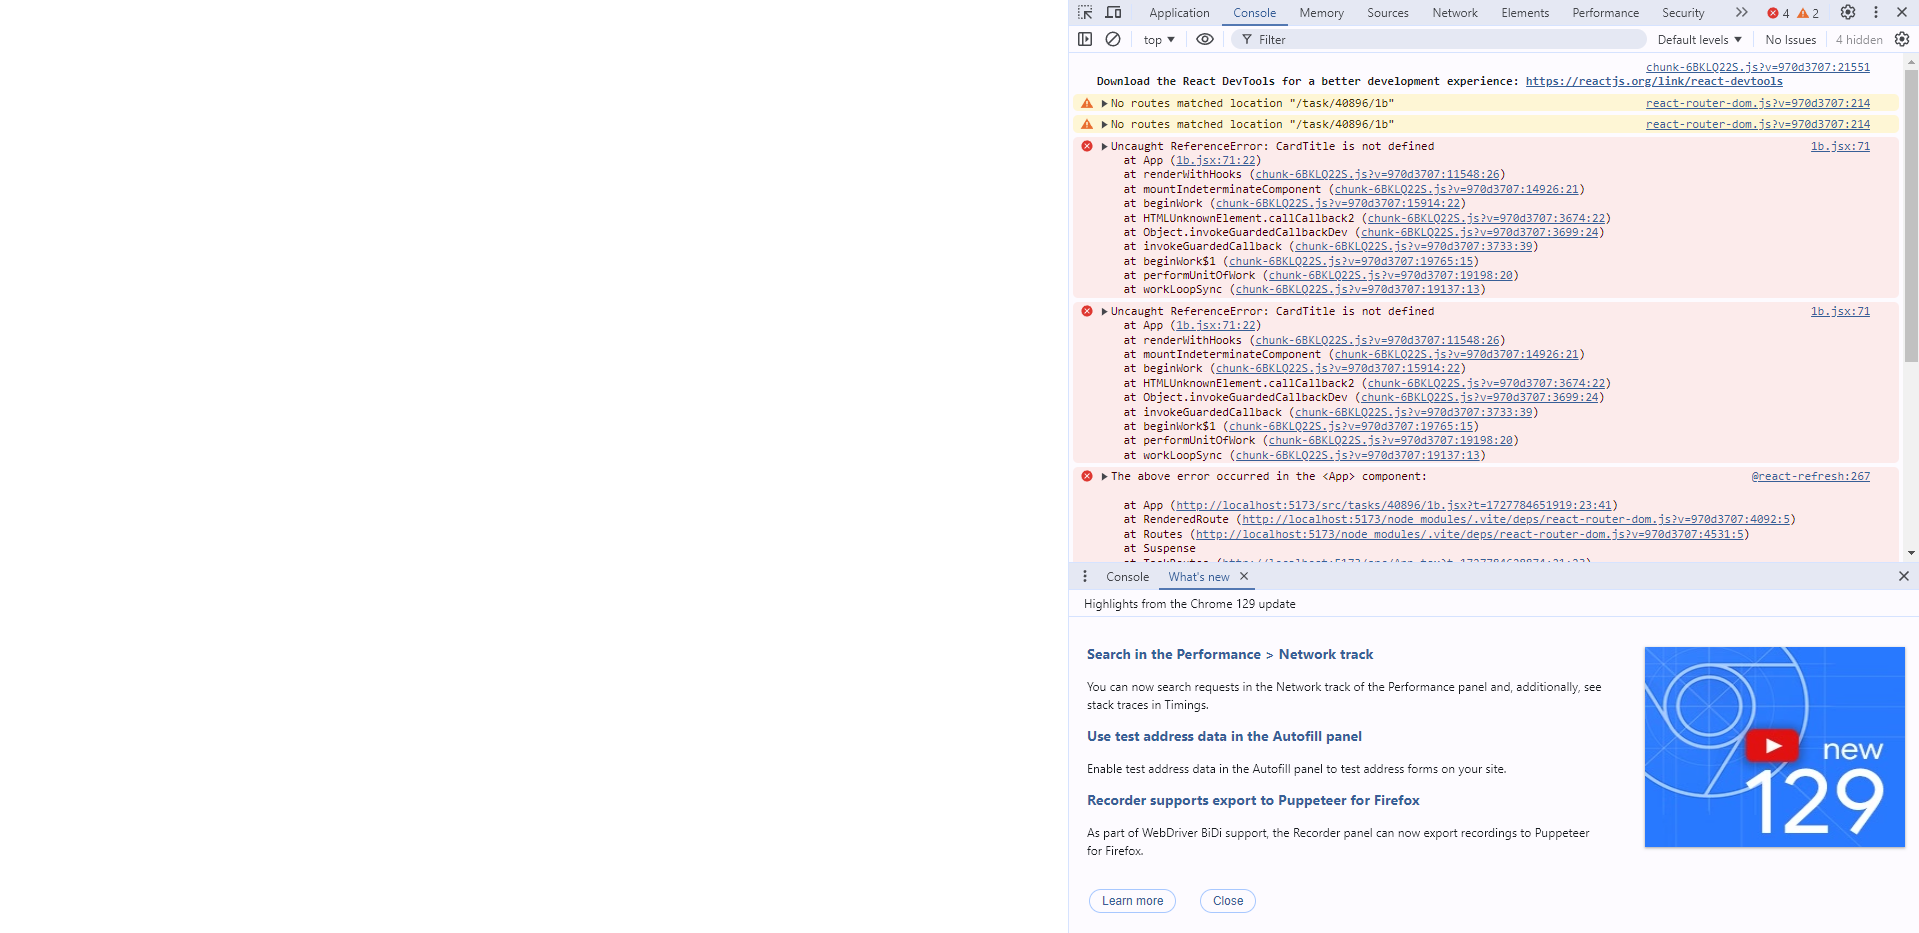 Application Console Memory Sources Network Elements Performance Security 4 2
top Filter Default levels No Issues 4 hidden
chunk-6BKLQ22S.js?v=970d3707:21551
Download the React DevTools for a better development experience: https://reactjs.org/link/react-devtools
No routes matched location "/task/40896/1b" react-router-dom.js?v=970d3707:214
No routes matched location "/task/40896/1b" react-router-dom.js?v=970d3707:214
Uncaught ReferenceError: CardTitle is not defined 1b.jsx:71
at App (1b.jsx:71:22)
at renderWithHooks (chunk-6BKLQ22S.js?v=970d3707:11548:26)
at mountIndeterminateComponent (chunk-6BKLQ22S.js?v=970d3707:14926:21)
at beginWork (chunk-6BKLQ22S.js?v=970d3707:15914:22)
at HTMLUnknownElement.callCallback2 (chunk-6BKLQ22S.js?v=970d3707:3674:22)
at Object.invokeGuardedCallbackDev (chunk-6BKLQ22S.js?v=970d3707:3699:24)
at invokeGuardedCallback (chunk-6BKLQ22S.js?v=970d3707:3733:39)
at beginWork$1 (chunk-6BKLQ22S.js?v=970d3707:19765:15)
at performUnitOfWork (chunk-6BKLQ22S.js?v=970d3707:19198:20)
at workLoopSync (chunk-6BKLQ22S.js?v=970d3707:19137:13)
Uncaught ReferenceError: CardTitle is not defined 1b.jsx:71
at App (1b.jsx:71:22)
at renderWithHooks (chunk-6BKLQ22S.js?v=970d3707:11548:26)
at mountIndeterminateComponent (chunk-6BKLQ22S.js?v=970d3707:14926:21)
at beginWork (chunk-6BKLQ22S.js?v=970d3707:15914:22)
at HTMLUnknownElement.callCallback2 (chunk-6BKLQ22S.js?v=970d3707:3674:22)
at Object.invokeGuardedCallbackDev (chunk-6BKLQ22S.js?v=970d3707:3699:24)
at invokeGuardedCallback (chunk-6BKLQ22S.js?v=970d3707:3733:39)
at beginWork$1 (chunk-6BKLQ22S.js?v=970d3707:19765:15)
at performUnitOfWork (chunk-6BKLQ22S.js?v=970d3707:19198:20)
at workLoopSync (chunk-6BKLQ22S.js?v=970d3707:19137:13)
The above error occurred in the <App> component: @react-refresh:267
at App (http://localhost:5173/src/tasks/40896/1b.jsx?t=1727784651919:23:41)
at RenderedRoute (http://localhost:5173/node_modules/.vite/deps/react-router-dom.js?v=970d3707:4092:5)
at Routes (http://localhost:5173/node_modules/.vite/deps/react-router-dom.js?v=970d3707:4531:5)
at Suspense
Console What's new
Highlights from the Chrome 129 update
Search in the Performance > Network track
You can now search requests in the Network track of the Performance panel and, additionally, see
stack traces in Timings.
Use test address data in the Autofill panel
Enable test address data in the Autofill panel to test address forms on your site.
Recorder supports export to Puppeteer for Firefox
As part of WebDriver BiDi support, the Recorder panel can now export recordings to Puppeteer
for Firefox.
new
129
Learn more Close